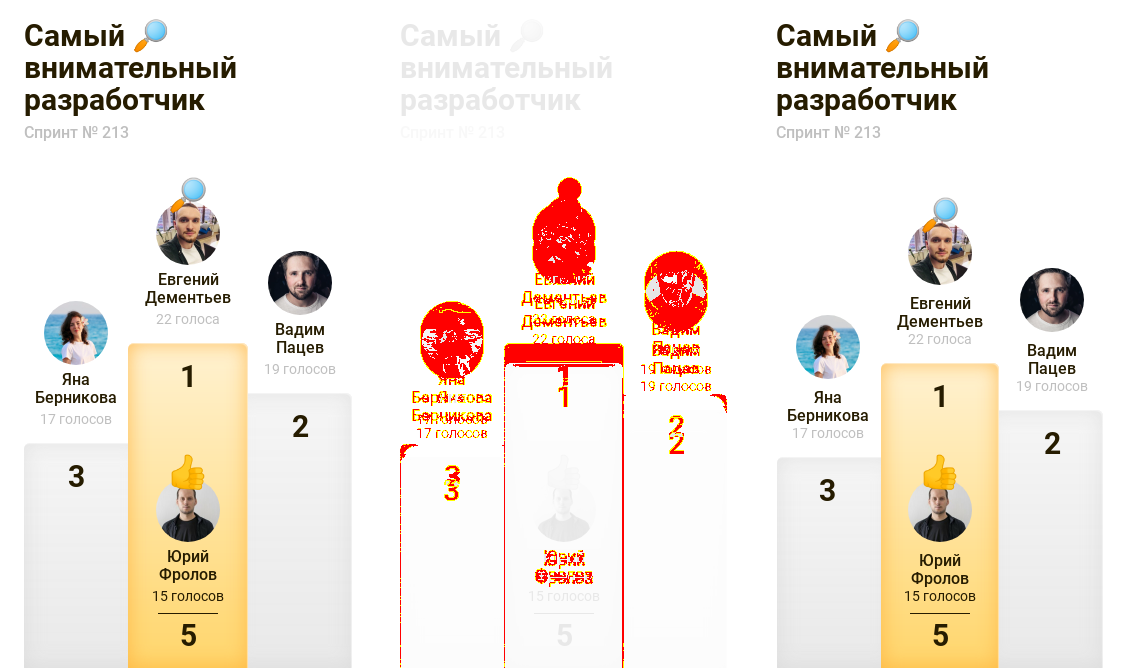 Самый
внимательный
разработчик
Спринт № 213
Евгений
Дементьев
22 голоса
Вадим
Пацев
19 голосов
Яна
Берникова
17 голосов
1
2
3
Юрий
Фролов
15 голосов
5
Самый
внимательный
разработчик
Спринт № 213
Евгений
Дементьев
22 голоса
Вадим
Пацев
19 голосов
Яна
Берникова
17 голосов
1
1
2
2
3
3
15 голосов
5
Самый
внимательный
разработчик
Спринт № 213
Евгений
Дементьев
22 голоса
Вадим
Пацев
19 голосов
Яна
Берникова
17 голосов
1
2
3
Юрий
Фролов
15 голосов
5